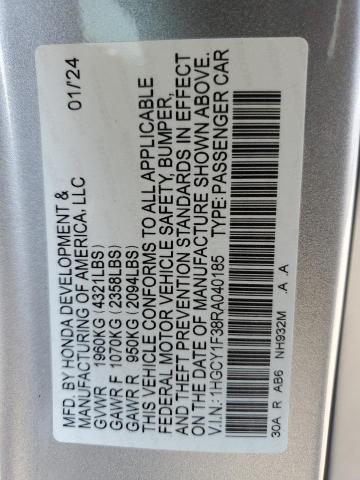 MFD. BY HONDA DEVELOPMENT &
MANUFACTURING OF AMERICA, LLC 01/24
GVWR 1960KG (4321LBS)
GAWR F 1070KG (2358LBS)
GAWR R 950KG (2094LBS)
THIS VEHICLE CONFORMS TO ALL APPLICABLE
FEDERAL MOTOR VEHICLE SAFETY, BUMPER,
AND THEFT PREVENTION STANDARDS IN EFFECT
ON THE DATE OF MANUFACTURE SHOWN ABOVE.
V.I.N.: 1HGCY1F38RA040185 TYPE: PASSENGER CAR
30A R AB6 NH932M .A .A